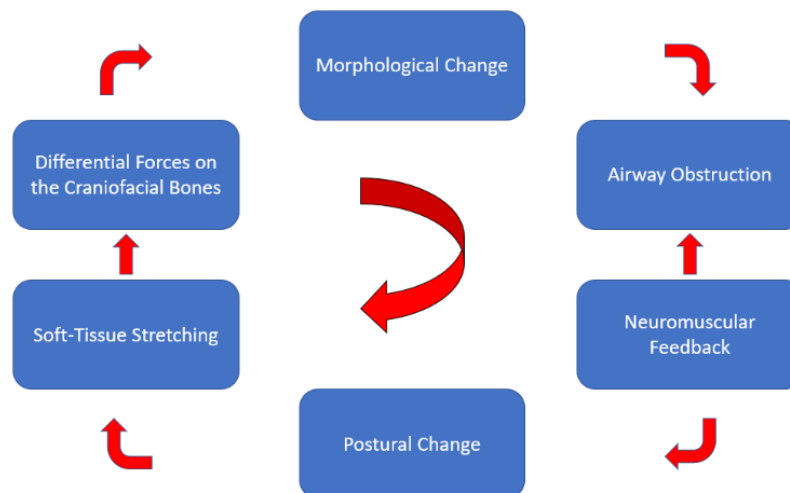 Morphological Change
Differential Forces on
the Craniofacial Bones
Airway Obstruction
Soft-Tissue Stretching
Neuromuscular
Feedback
Postural Change